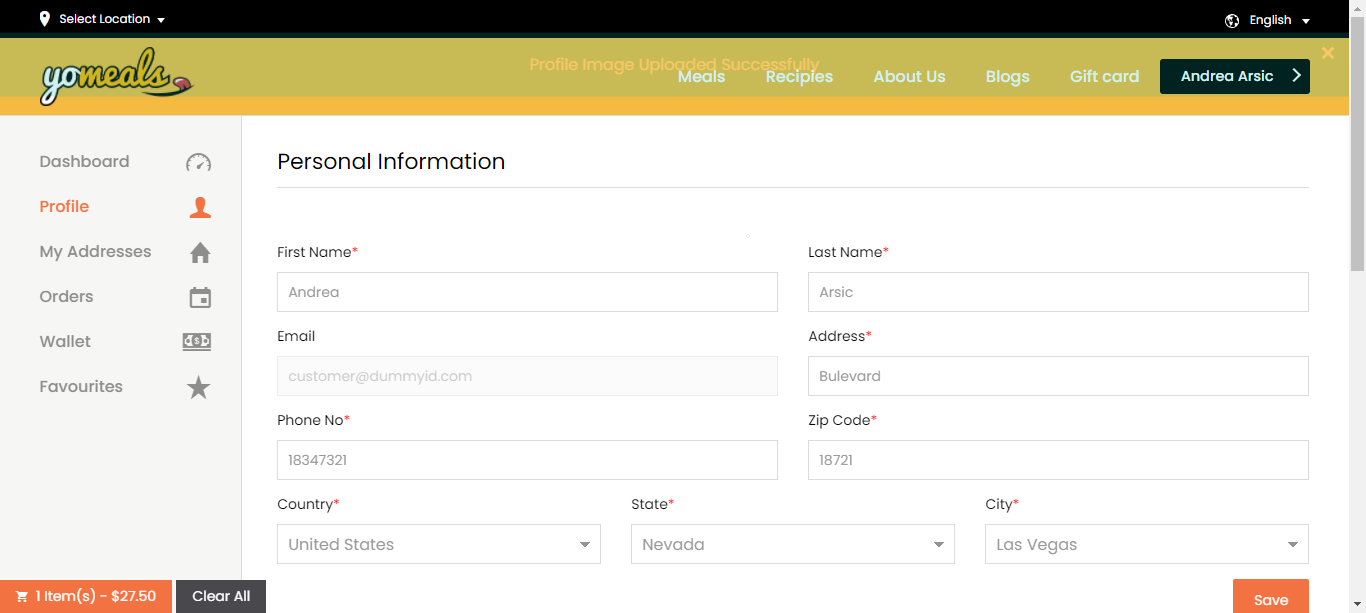 Select Location
English
yomeals
Profile Image Uploaded Successfully
Meals Recipies About Us Blogs Gift card Andrea Arsic
Dashboard
Profile
My Addresses
Orders
Wallet
Favourites
Personal Information
First Name* Last Name*
Andrea Arsic
Email Address*
customer@dummyid.com Bulevard
Phone No* Zip Code*
18347321 18721
Country* State* City*
United States Nevada Las Vegas
1 Item(s) - $27.50 Clear All Save